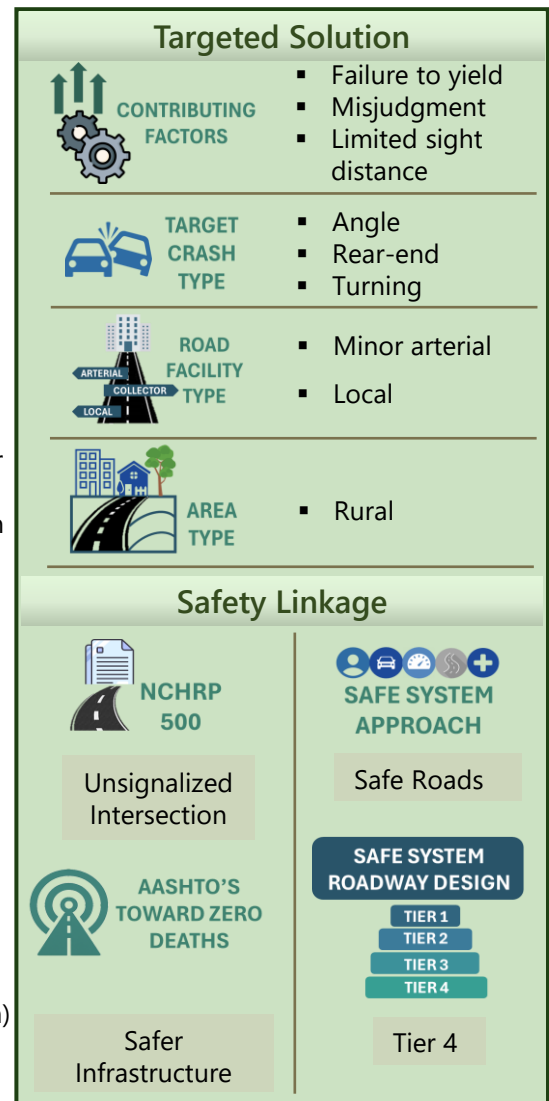 Targeted Solution
CONTRIBUTING
FACTORS
▪ Failure to yield
▪ Misjudgment
▪ Limited sight
distance
TARGET
CRASH
TYPE
▪ Angle
▪ Rear-end
▪ Turning
ROAD
FACILITY
TYPE
ARTERIAL
COLLECTOR
LOCAL
▪ Minor arterial
▪ Local
AREA
TYPE
▪ Rural
Safety Linkage
NCHRP
500
Unsignalized
Intersection
SAFE SYSTEM
APPROACH
Safe Roads
AASHTO'S
TOWARD ZERO
DEATHS
Safer
Infrastructure
SAFE SYSTEM
ROADWAY DESIGN
TIER 1
TIER 2
TIER 3
TIER 4
Tier 4